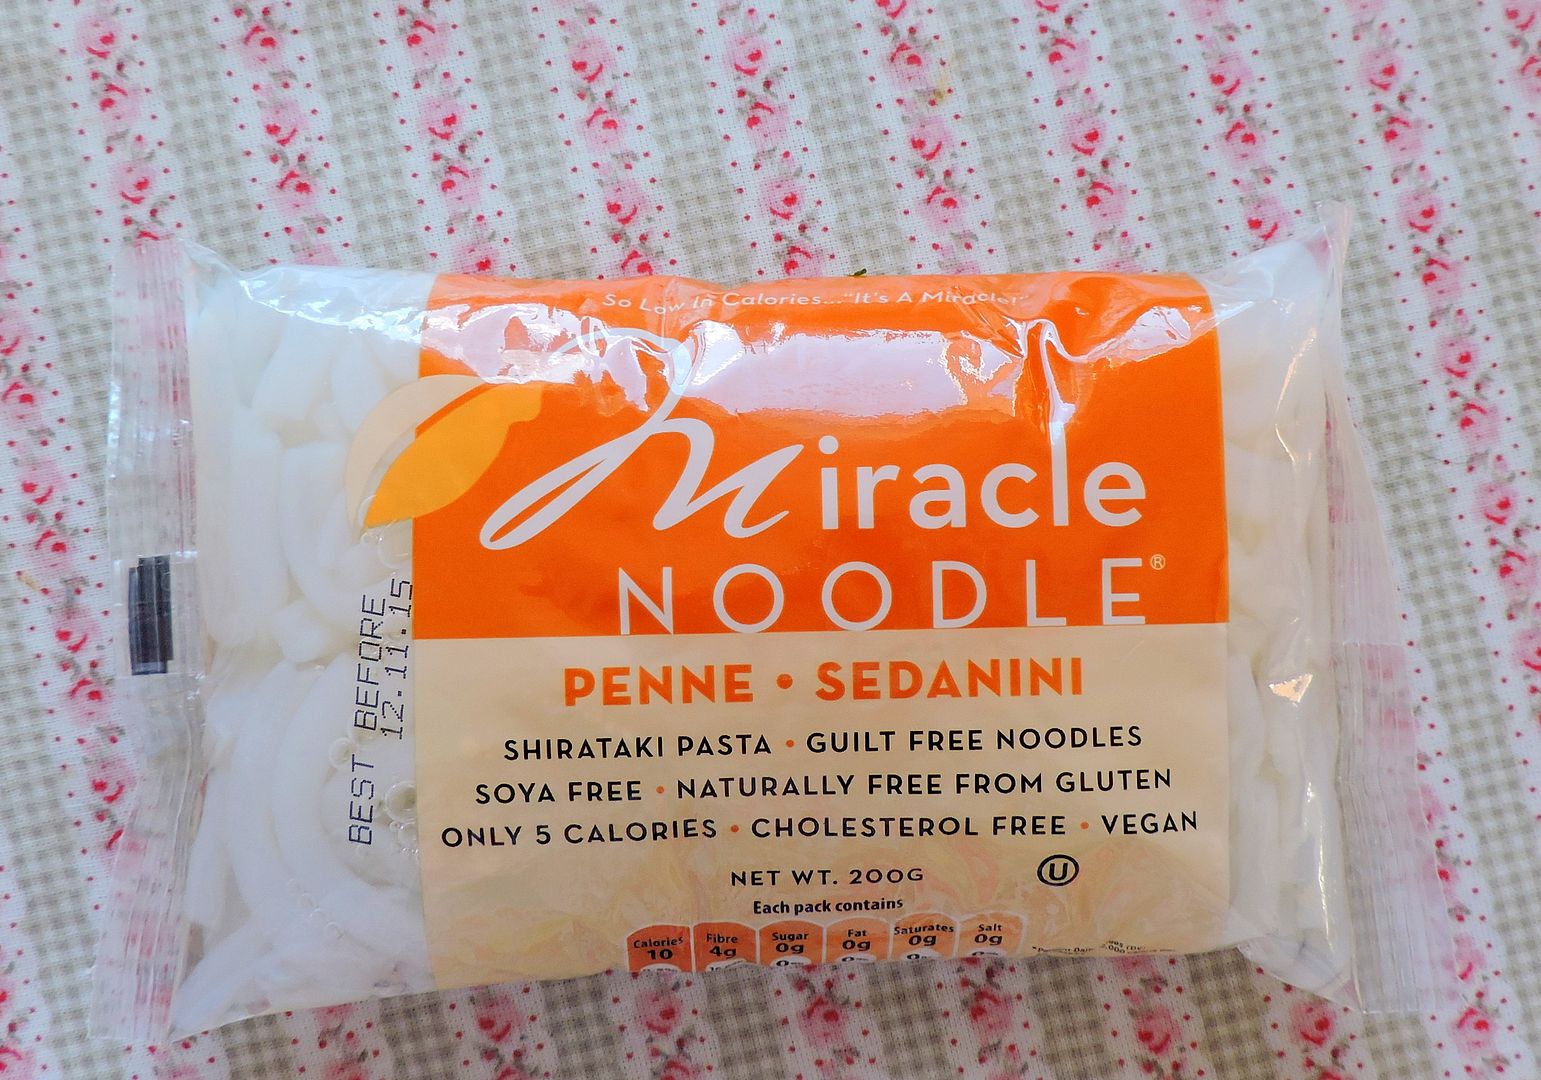 So Low In Calories..."It's A Miracle!"
Miracle
NOODLE®
PENNE • SEDANINI
SHIRATAKI PASTA • GUILT FREE NOODLES
SOYA FREE • NATURALLY FREE FROM GLUTEN
ONLY 5 CALORIES • CHOLESTEROL FREE • VEGAN
NET WT. 200G
U
Each pack contains
Calories Fibre Sugar Fat Saturates Salt
10 4g 0g 0g 0g 0g
BEST BEFORE
12.11.15